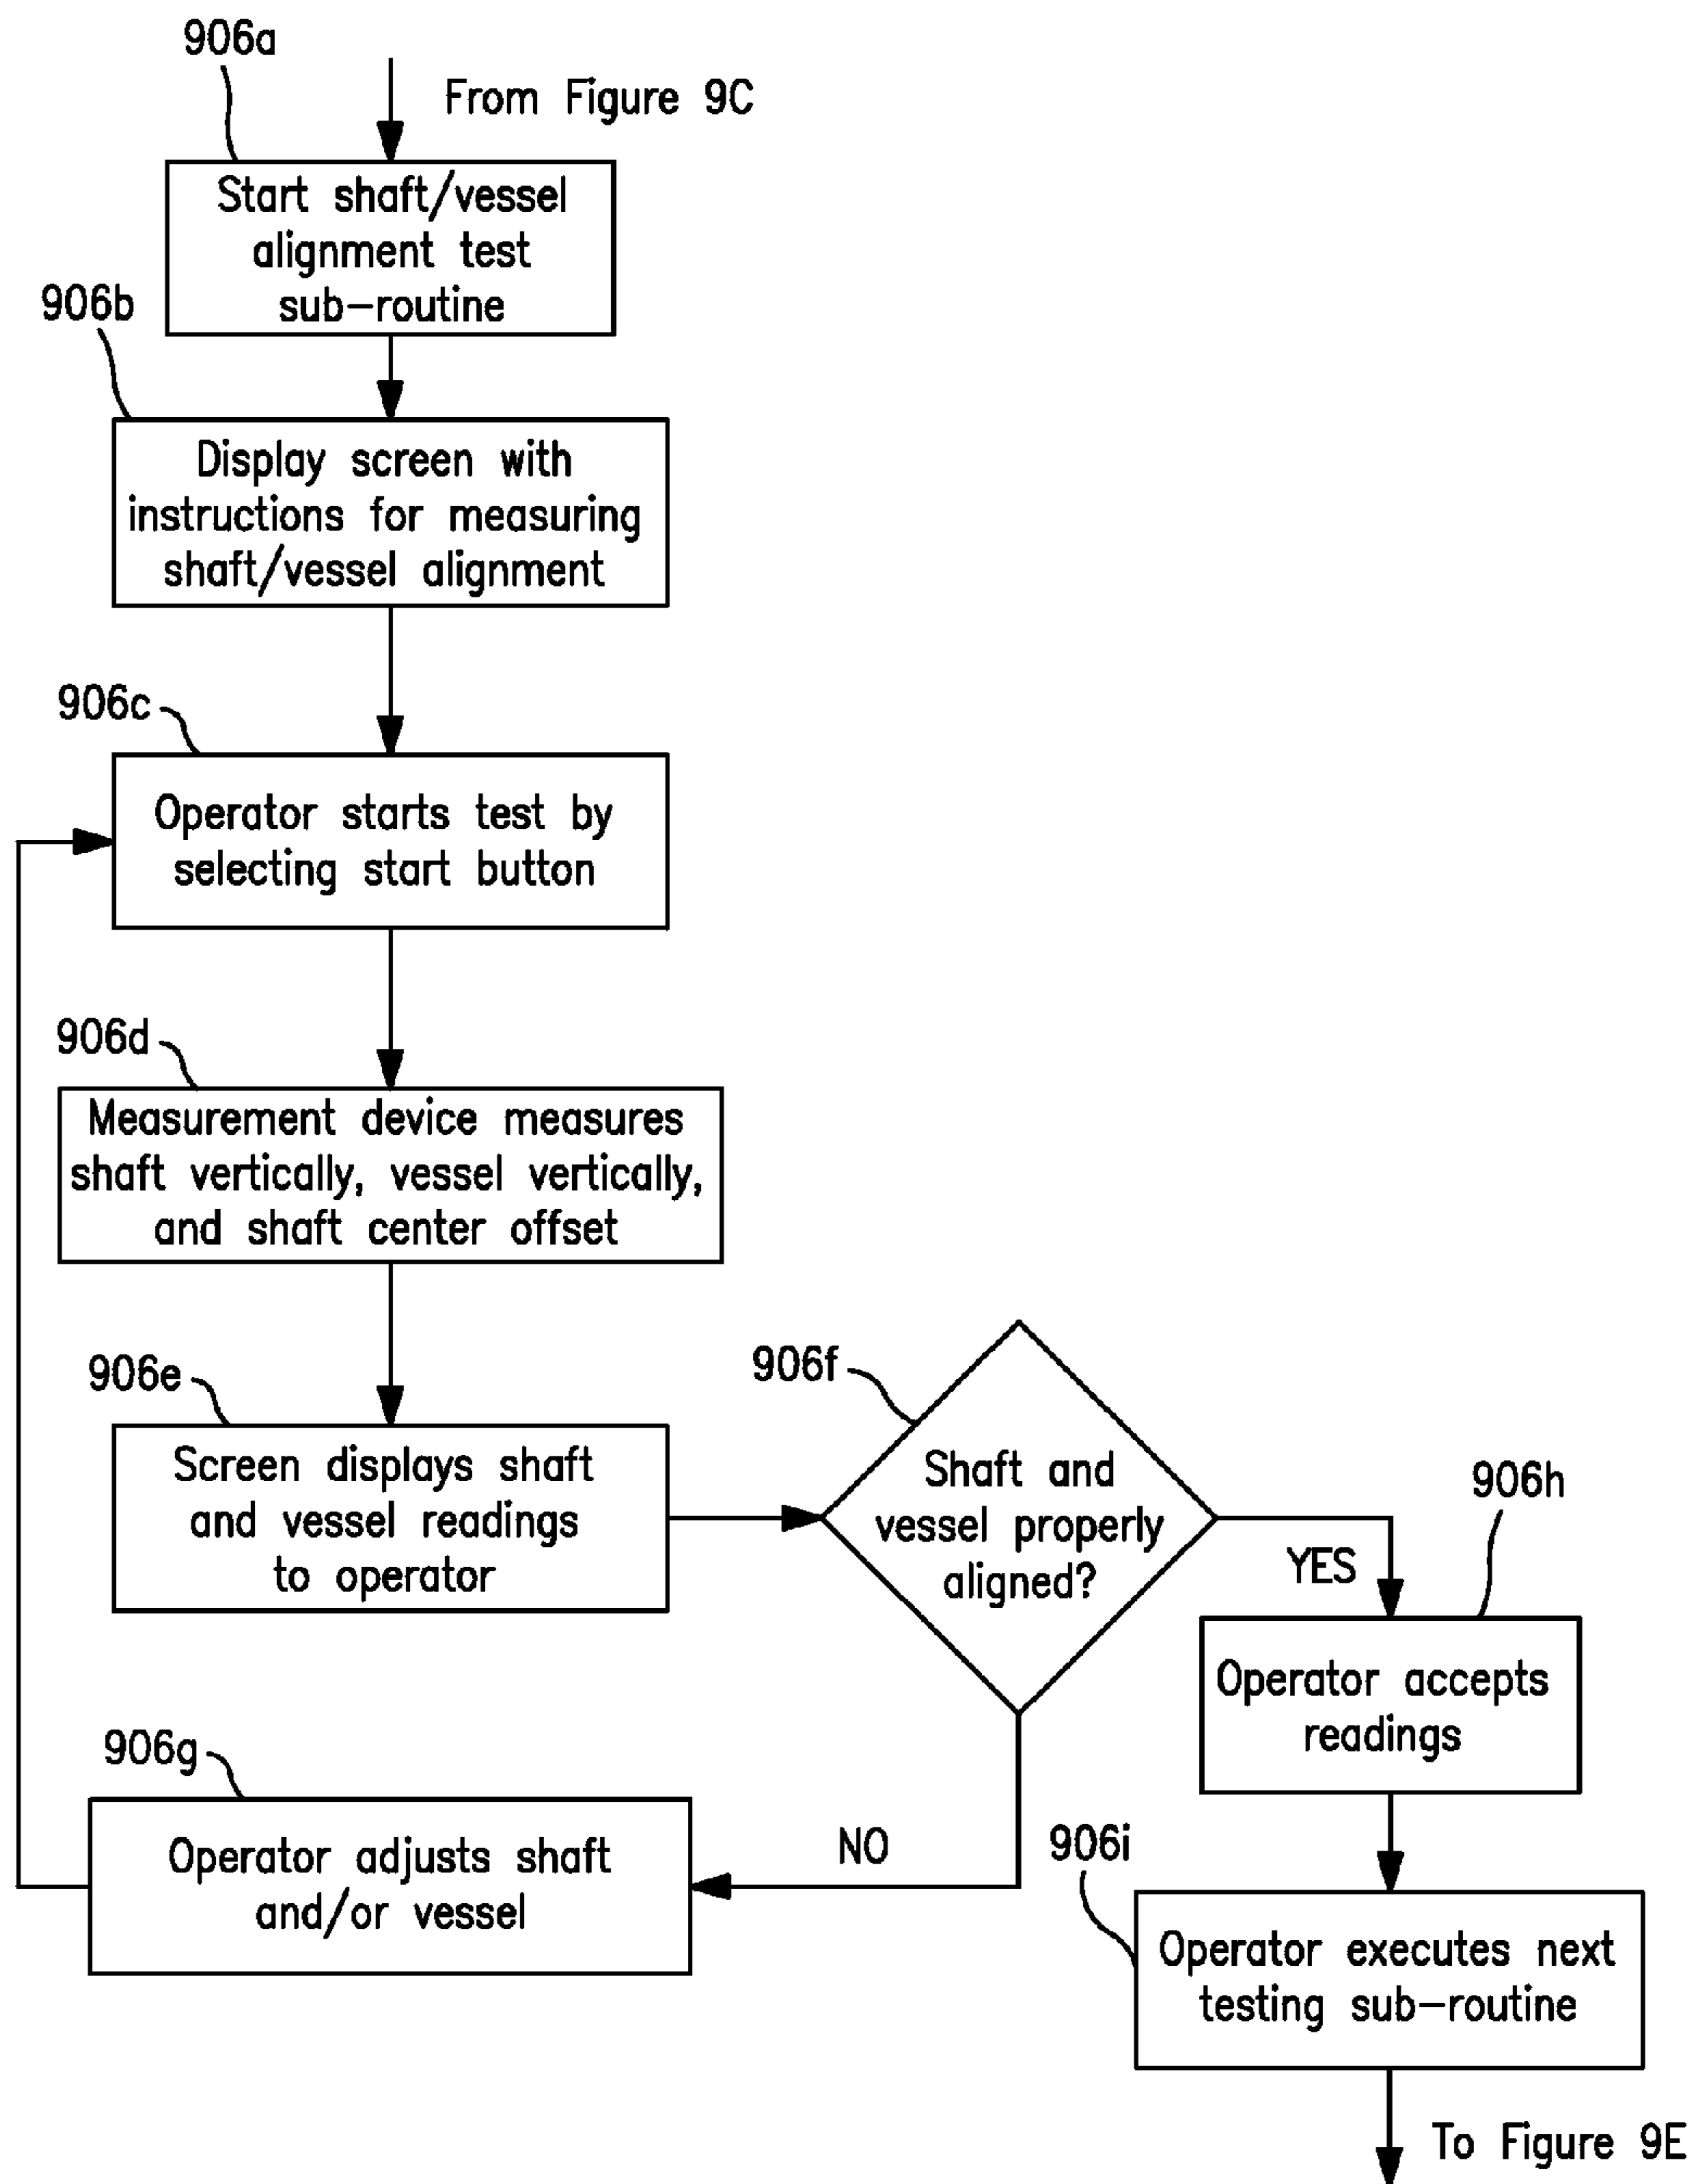 906a
From Figure 9C
Start shaft/vessel
alignment test
sub-routine
906b
Display screen with
instructions for measuring
shaft/vessel alignment
906c
Operator starts test by
selecting start button
906d
Measurement device measures
shaft vertically, vessel vertically,
and shaft center offset
906e
Screen displays shaft
and vessel readings
to operator
906f
Shaft and
vessel properly
aligned?
YES
906h
Operator accepts
readings
NO
906g
Operator adjusts shaft
and/or vessel
906i
Operator executes next
testing sub-routine
To Figure 9E